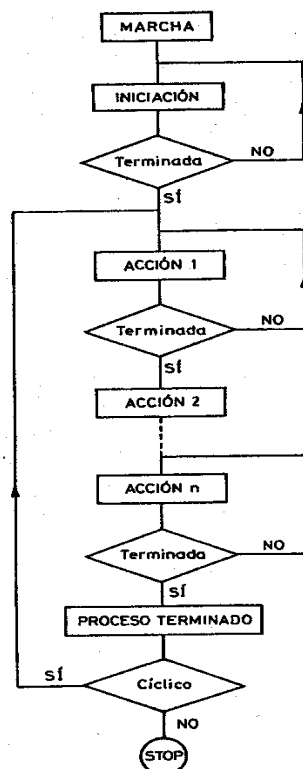 MARCHA
INICIACIÓN
Terminada
NO
SÍ
ACCIÓN 1
Terminada
NO
SÍ
ACCIÓN 2
ACCIÓN n
Terminada
NO
SÍ
PROCESO TERMINADO
SÍ
Cíclico
NO
STOP